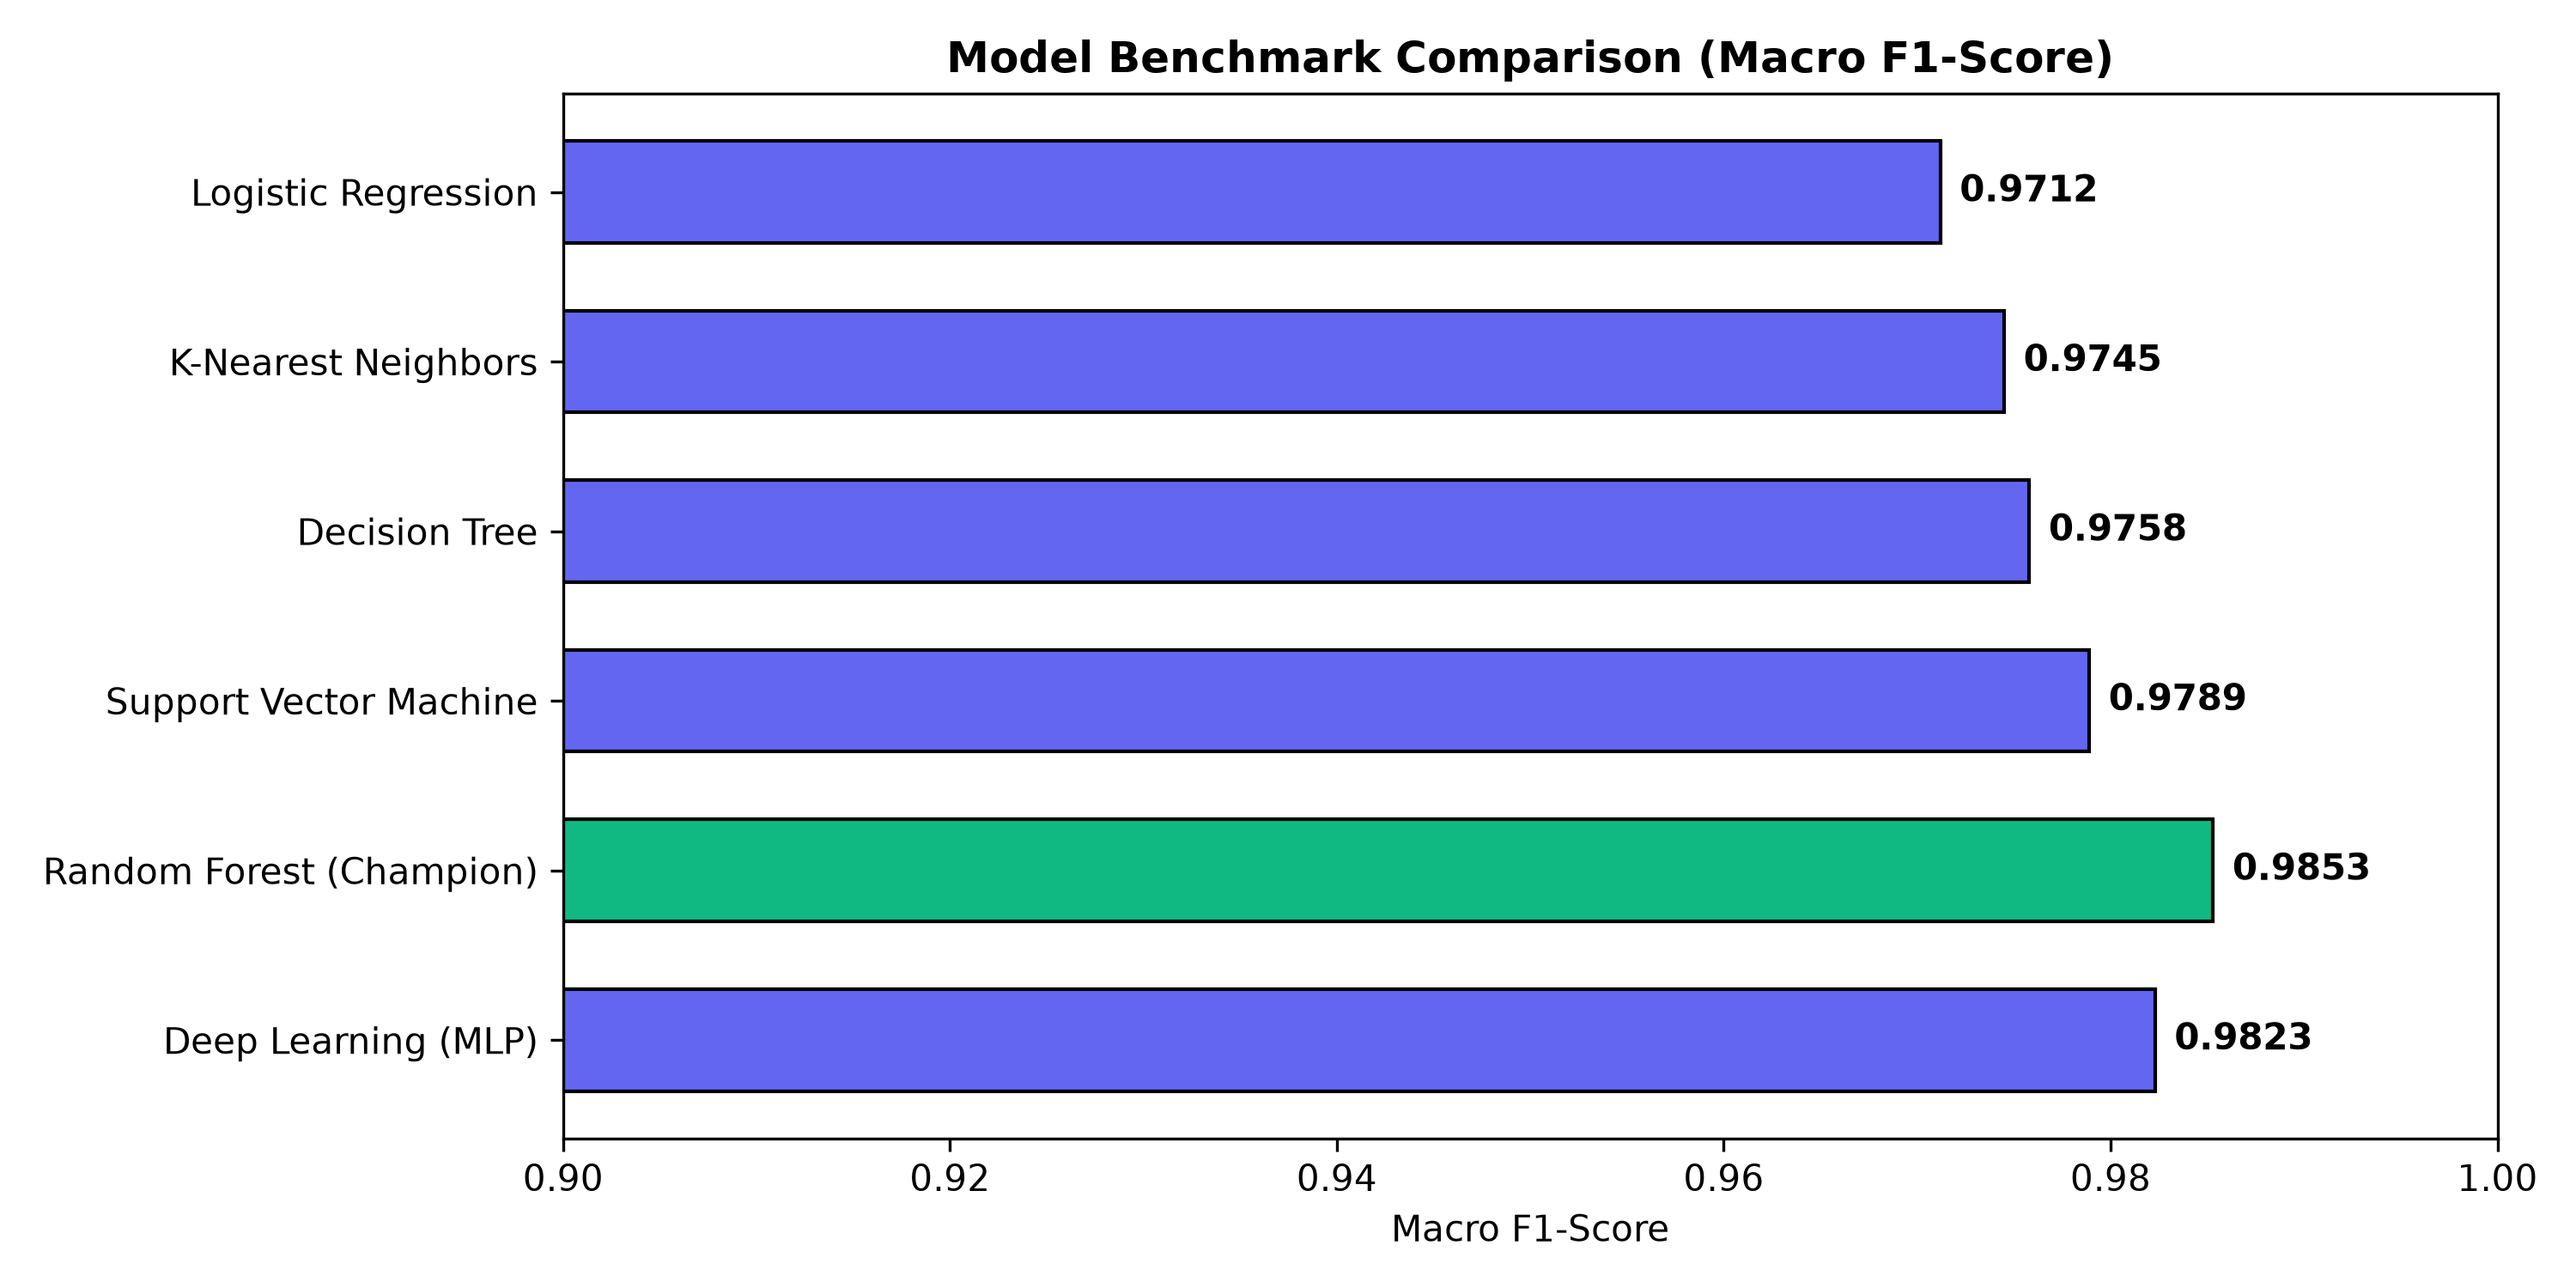 Model Benchmark Comparison (Macro F1-Score)
Logistic Regression 0.9712
K-Nearest Neighbors 0.9745
Decision Tree 0.9758
Support Vector Machine 0.9789
Random Forest (Champion) 0.9853
Deep Learning (MLP) 0.9823
0.90 0.92 0.94 0.96 0.98 1.00
Macro F1-Score